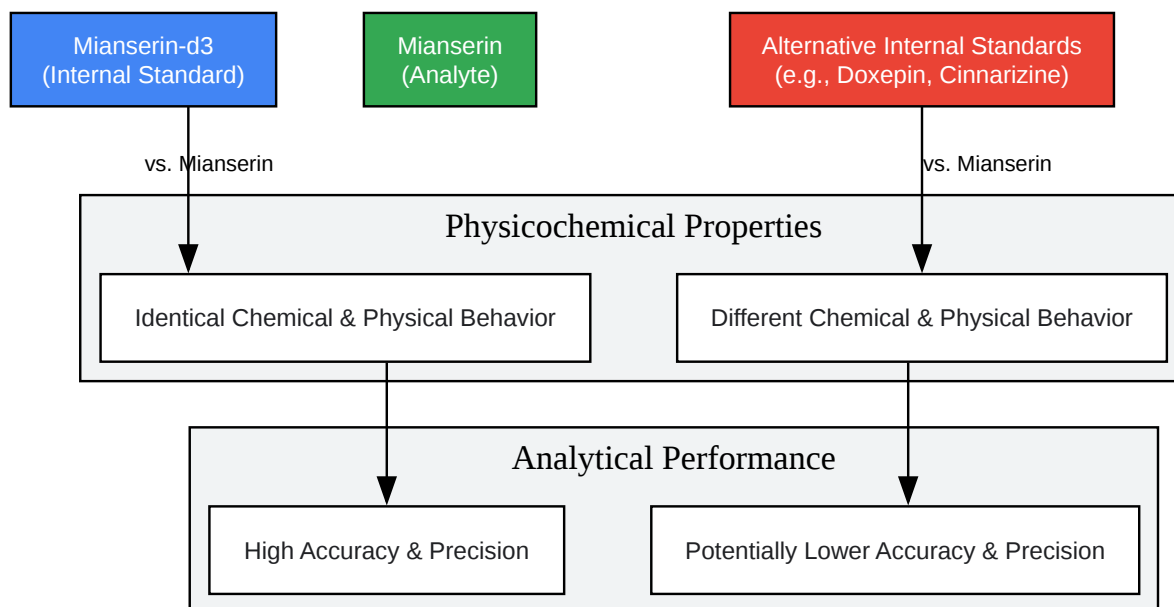 Mianserin-d3
(Internal Standard)
Mianserin
(Analyte)
Alternative Internal Standards
(e.g., Doxepin, Cinnarizine)
vs. Mianserin
vs. Mianserin
Physicochemical Properties
Identical Chemical & Physical Behavior
Different Chemical & Physical Behavior
Analytical Performance
High Accuracy & Precision
Potentially Lower Accuracy & Precision